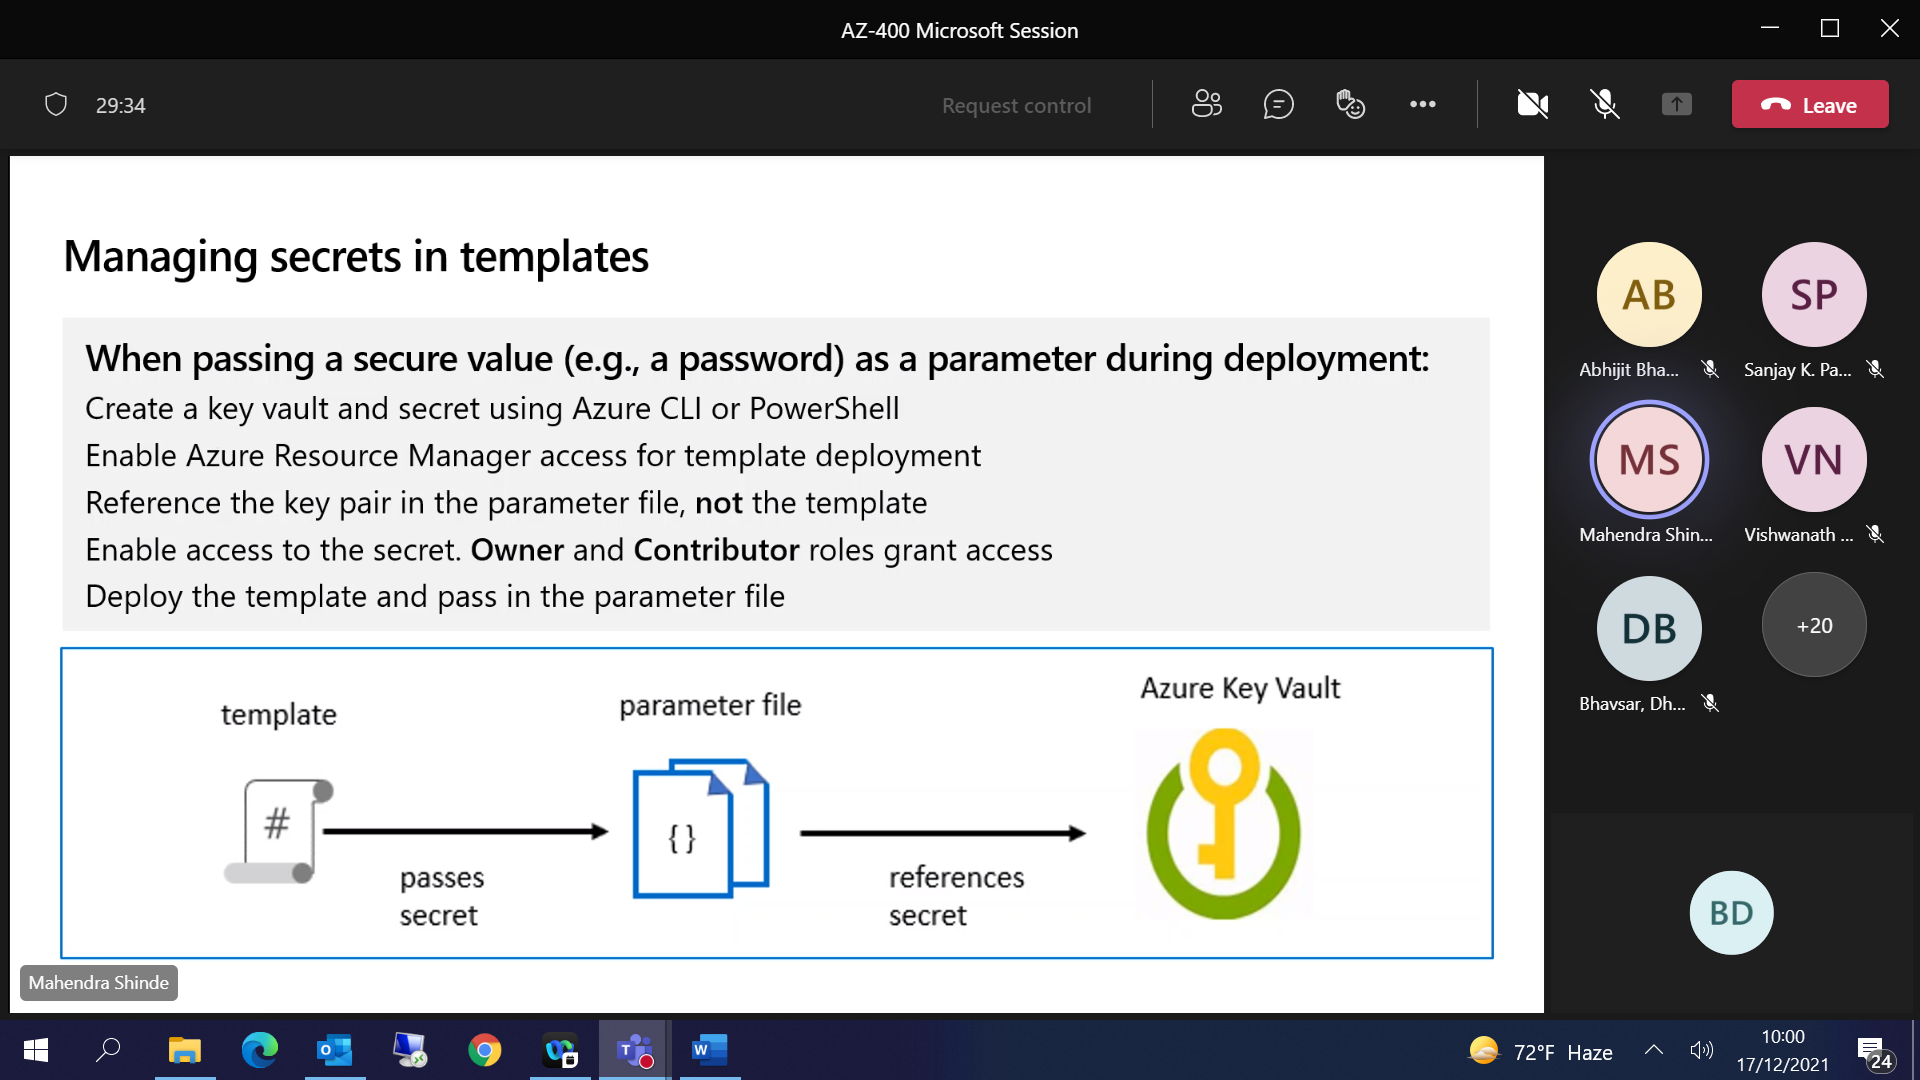 AZ-400 Microsoft Session
29:34
Request control
Leave
Managing secrets in templates
When passing a secure value (e.g., a password) as a parameter during deployment:
Create a key vault and secret using Azure CLI or PowerShell
Enable Azure Resource Manager access for template deployment
Reference the key pair in the parameter file, not the template
Enable access to the secret. Owner and Contributor roles grant access
Deploy the template and pass in the parameter file
template
parameter file
Azure Key Vault
#
{ }
passes
secret
references
secret
Mahendra Shinde
AB
SP
Abhijit Bha...
Sanjay K. Pa...
MS
VN
Mahendra Shin...
Vishwanath ...
DB
+20
Bhavsar, Dh...
BD
72°F Haze
10:00
17/12/2021
24